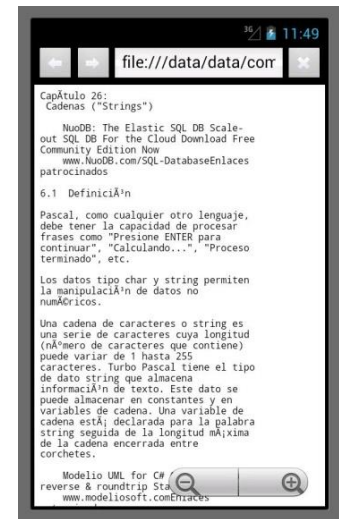 3G 11:49
file:///data/data/com
CapÃtulo 26:
Cadenas ("Strings")
NuoDB: The Elastic SQL DB Scale-
out SQL DB For the Cloud Download Free
Community Edition Now
www.NuoDB.com/SQL-DatabaseEnlaces
patrocinados
6.1 DefiniciÃ³n
Pascal, como cualquier otro lenguaje,
debe tener la capacidad de procesar
frases como "Presione ENTER para
continuar", "Calculando...", "Proceso
terminado", etc.
Los datos tipo char y string permiten
la manipulaciÃ³n de datos no
numÃ©ricos.
Una cadena de caracteres o string es
una serie de caracteres cuya longitud
(nÃºmero de caracteres que contiene)
puede variar de 1 hasta 255
caracteres. Turbo Pascal tiene el tipo
de dato string que almacena
informaciÃ³n de texto. Este dato se
puede almacenar en constantes y en
variables de cadena. Una variable de
cadena estÃ¡ declarada para la palabra
string seguida de la longitud mÃ¡xima
de la cadena encerrada entre
corchetes.
Modelio UML for C#
reverse & roundtrip Sta
www.modeliosoft.comEnlaces